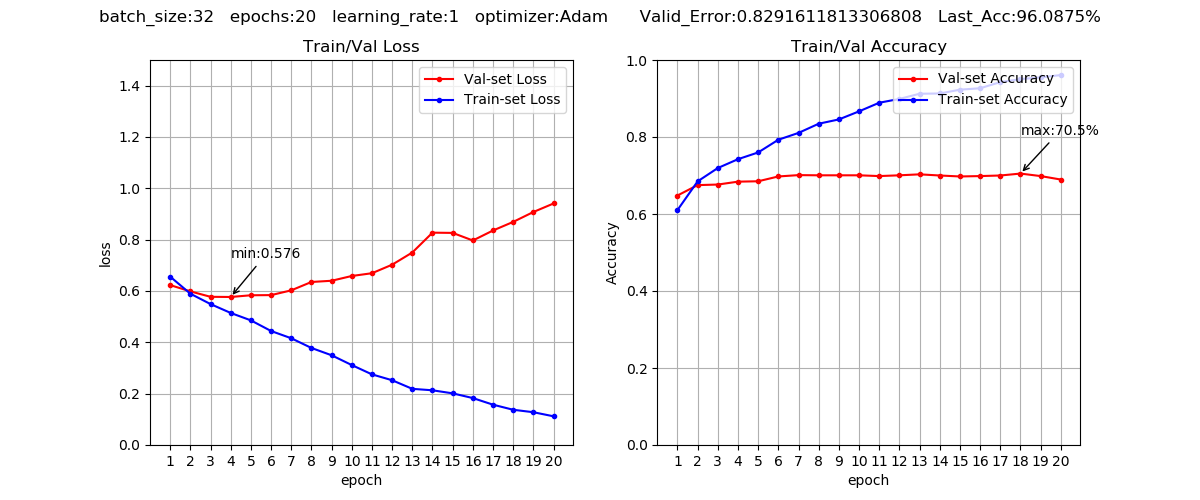 batch_size:32 epochs:20 learning_rate:1 optimizer:Adam Valid_Error:0.8291611813306808 Last_Acc:96.0875%
Train/Val Loss
Val-set Loss
Train-set Loss
min:0.576
loss
1.4
1.2
1.0
0.8
0.6
0.4
0.2
0.0
1 2 3 4 5 6 7 8 9 10 11 12 13 14 15 16 17 18 19 20
epoch
Train/Val Accuracy
Val-set Accuracy
Train-set Accuracy
max:70.5%
Accuracy
1.0
0.8
0.6
0.4
0.2
0.0
1 2 3 4 5 6 7 8 9 10 11 12 13 14 15 16 17 18 19 20
epoch